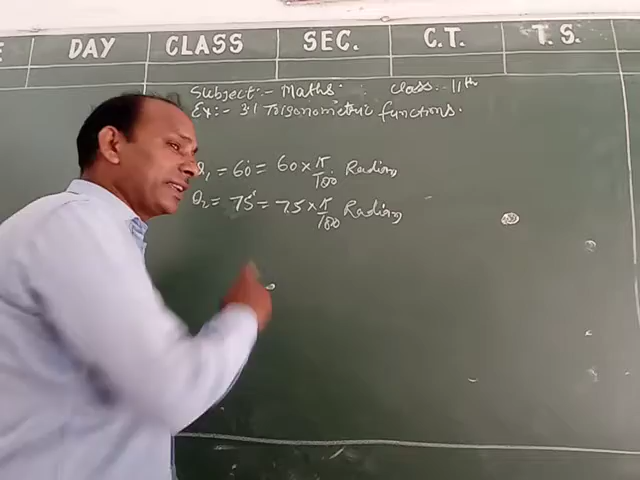 DAY CLASS SEC. C.T. T.S.
Subject:- Maths. Class:- 11th
Ex:- 3.1 Trigonometric functions.
θ₁ = 60° = 60 × π/180 Radian
θ₂ = 75° = 75 × π/180 Radian